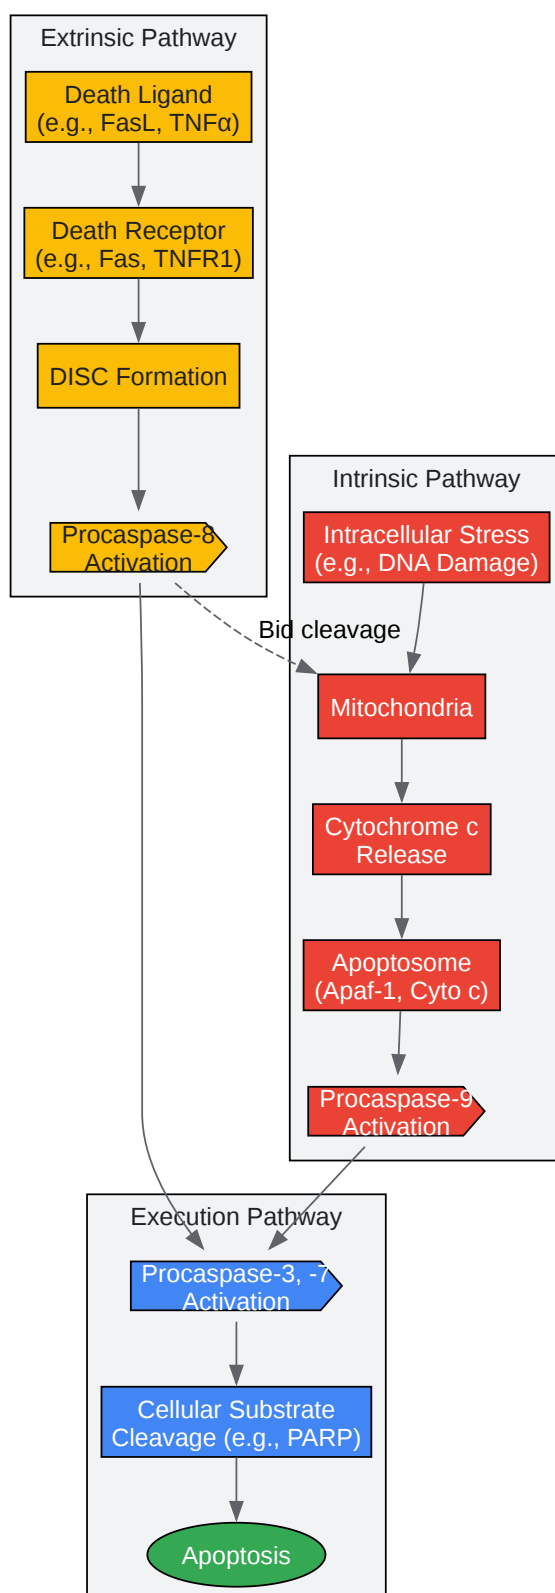 Extrinsic Pathway
Death Ligand
(e.g., FasL, TNFα)
Death Receptor
(e.g., Fas, TNFR1)
DISC Formation
Procaspase-8
Activation
Intrinsic Pathway
Intracellular Stress
(e.g., DNA Damage)
Bid cleavage
Mitochondria
Cytochrome c
Release
Apoptosome
(Apaf-1, Cyto c)
Procaspase-9
Activation
Execution Pathway
Procaspase-3, -7
Activation
Cellular Substrate
Cleavage (e.g., PARP)
Apoptosis